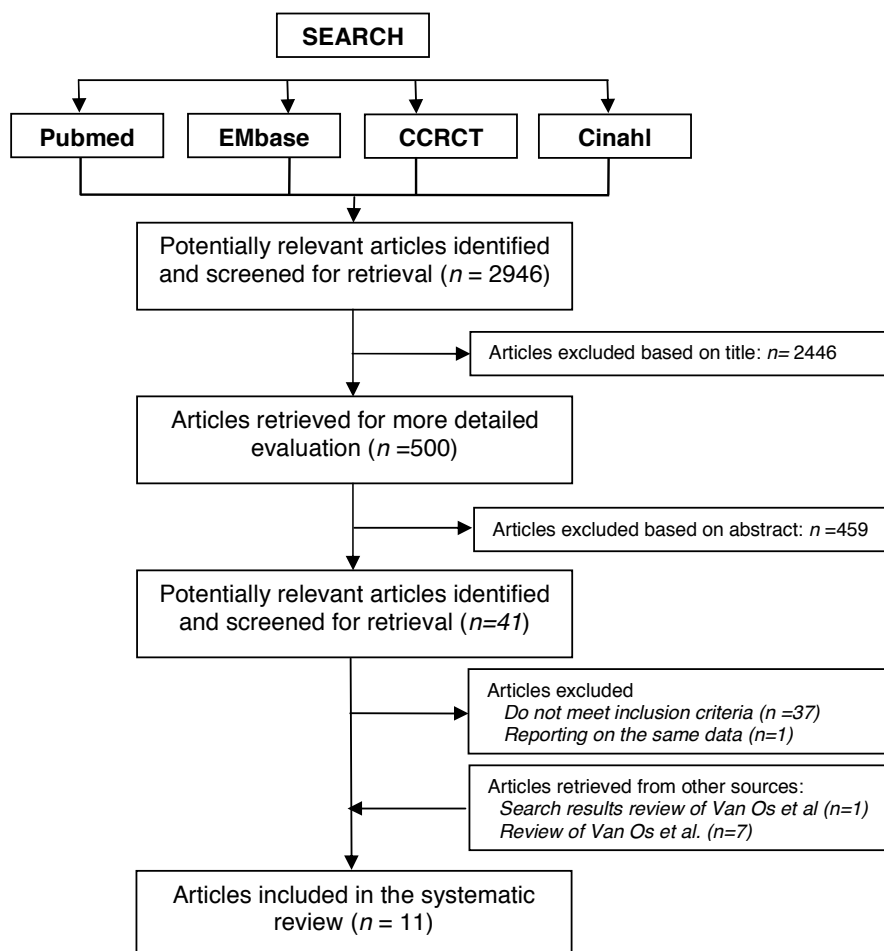 SEARCH
Pubmed
EMbase
CCRCT
Cinahl
Potentially relevant articles identified
and screened for retrieval (n = 2946)
Articles excluded based on title: n= 2446
Articles retrieved for more detailed
evaluation (n =500)
Articles excluded based on abstract: n =459
Potentially relevant articles identified
and screened for retrieval (n=41)
Articles excluded
Do not meet inclusion criteria (n =37)
Reporting on the same data (n=1)
Articles retrieved from other sources:
Search results review of Van Os et al (n=1)
Review of Van Os et al. (n=7)
Articles included in the systematic
review (n = 11)